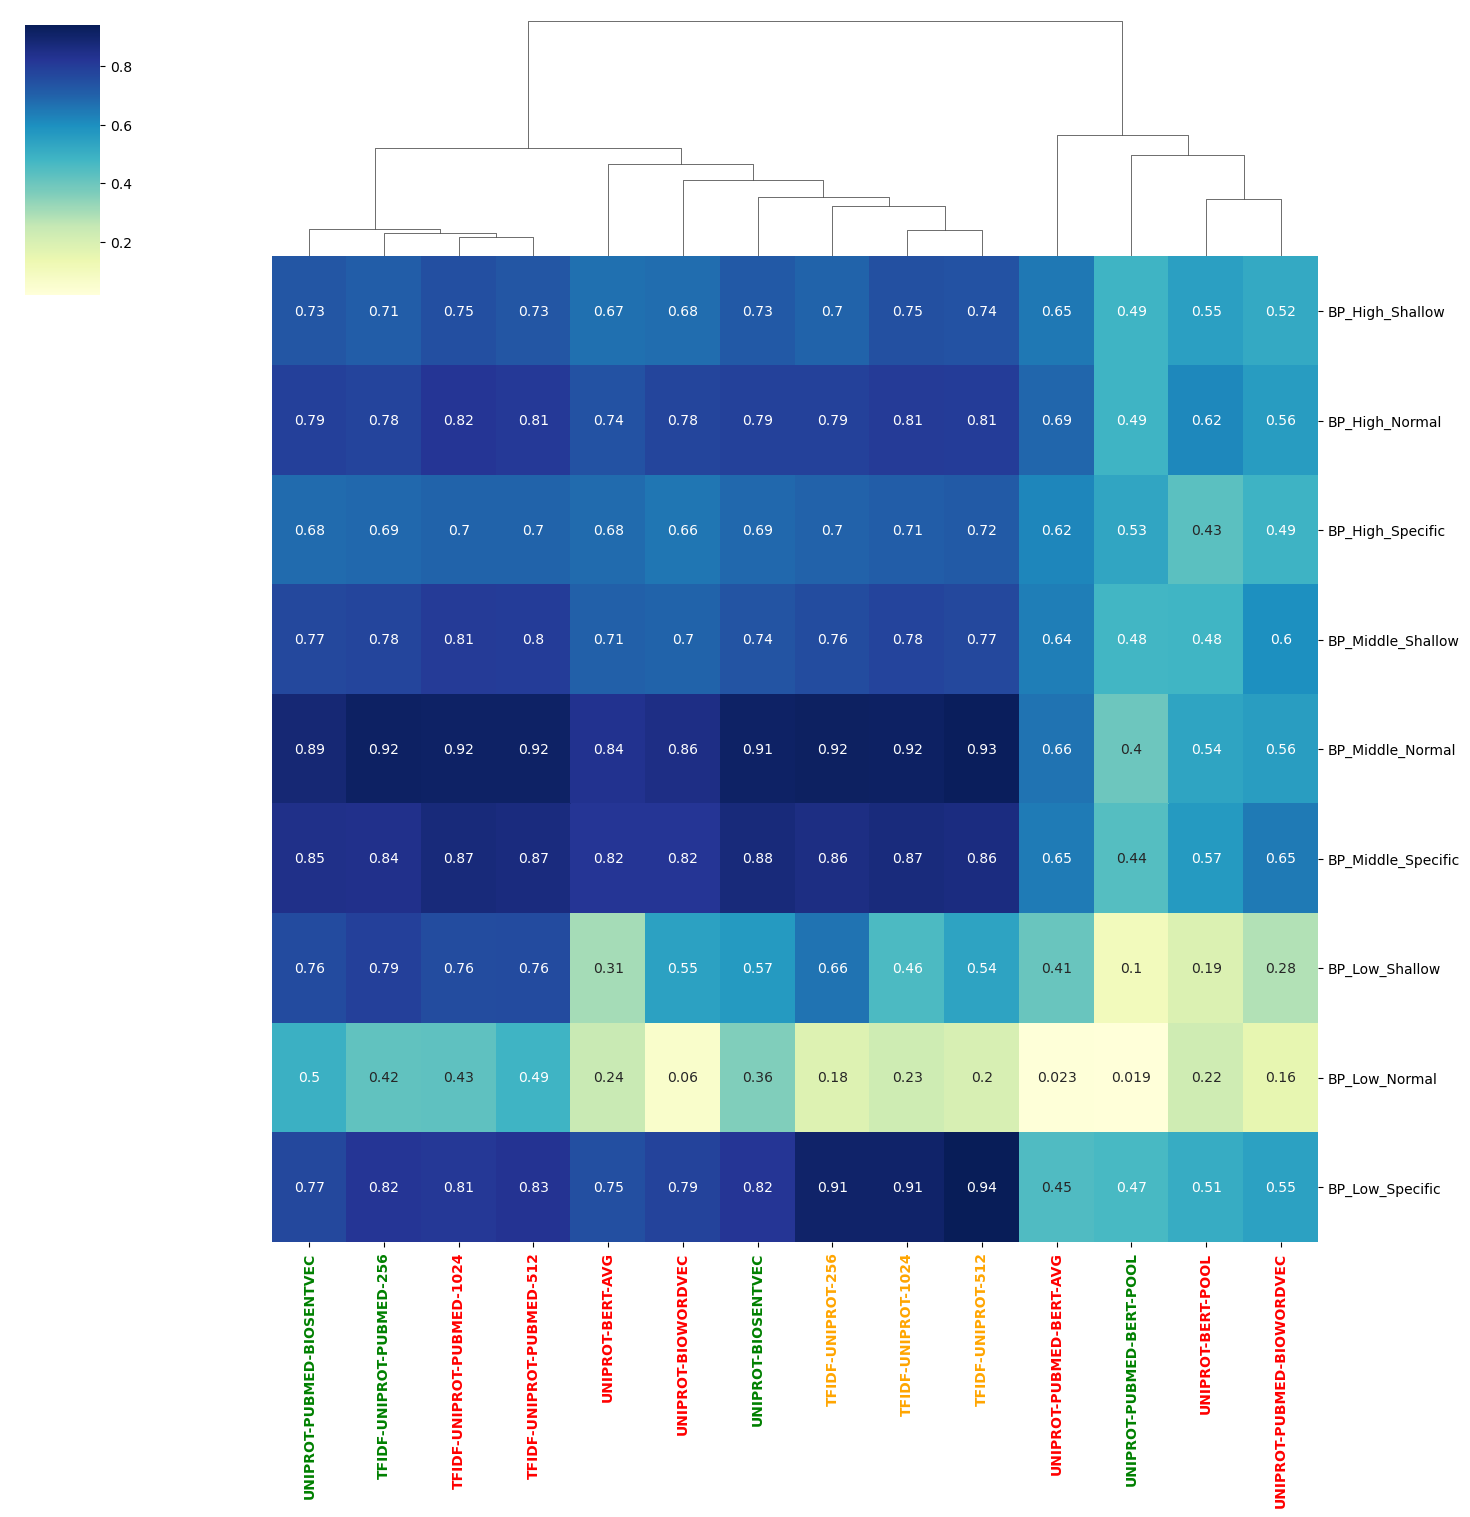 0.8
0.6
0.4
0.2
0.73 0.71 0.75 0.73 0.67 0.68 0.73 0.7 0.75 0.74 0.65 0.49 0.55 0.52 BP_High_Shallow
0.79 0.78 0.82 0.81 0.74 0.78 0.79 0.79 0.81 0.81 0.69 0.49 0.62 0.56 BP_High_Normal
0.68 0.69 0.7 0.7 0.68 0.66 0.69 0.7 0.71 0.72 0.62 0.53 0.43 0.49 BP_High_Specific
0.77 0.78 0.81 0.8 0.71 0.7 0.74 0.76 0.78 0.77 0.64 0.48 0.48 0.6 BP_Middle_Shallow
0.89 0.92 0.92 0.92 0.84 0.86 0.91 0.92 0.92 0.93 0.66 0.4 0.54 0.56 BP_Middle_Normal
0.85 0.84 0.87 0.87 0.82 0.82 0.88 0.86 0.87 0.86 0.65 0.44 0.57 0.65 BP_Middle_Specific
0.76 0.79 0.76 0.76 0.31 0.55 0.57 0.66 0.46 0.54 0.41 0.1 0.19 0.28 BP_Low_Shallow
0.5 0.42 0.43 0.49 0.24 0.06 0.36 0.18 0.23 0.2 0.023 0.019 0.22 0.16 BP_Low_Normal
0.77 0.82 0.81 0.83 0.75 0.79 0.82 0.91 0.91 0.94 0.45 0.47 0.51 0.55 BP_Low_Specific
UNIPROT-PUBMED-BIOSENTVEC
TFIDF-UNIPROT-PUBMED-256
TFIDF-UNIPROT-PUBMED-1024
TFIDF-UNIPROT-PUBMED-512
UNIPROT-BERT-AVG
UNIPROT-BIOWORDVEC
UNIPROT-BIOSENTVEC
TFIDF-UNIPROT-256
TFIDF-UNIPROT-1024
TFIDF-UNIPROT-512
UNIPROT-PUBMED-BERT-AVG
UNIPROT-PUBMED-BERT-POOL
UNIPROT-BERT-POOL
UNIPROT-PUBMED-BIOWORDVEC